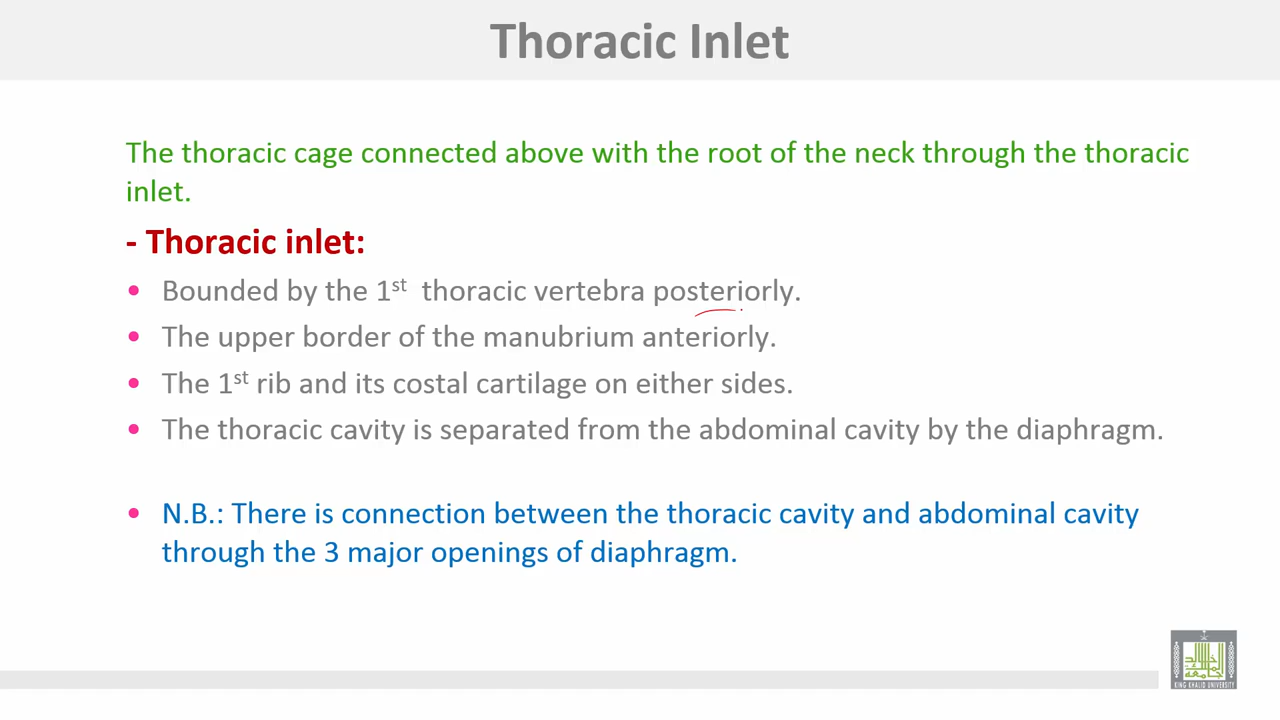 Thoracic Inlet
The thoracic cage connected above with the root of the neck through the thoracic
inlet.
- Thoracic inlet:
• Bounded by the 1st thoracic vertebra posteriorly.
• The upper border of the manubrium anteriorly.
• The 1st rib and its costal cartilage on either sides.
• The thoracic cavity is separated from the abdominal cavity by the diaphragm.
• N.B.: There is connection between the thoracic cavity and abdominal cavity
through the 3 major openings of diaphragm.
KING KHALID UNIVERSITY